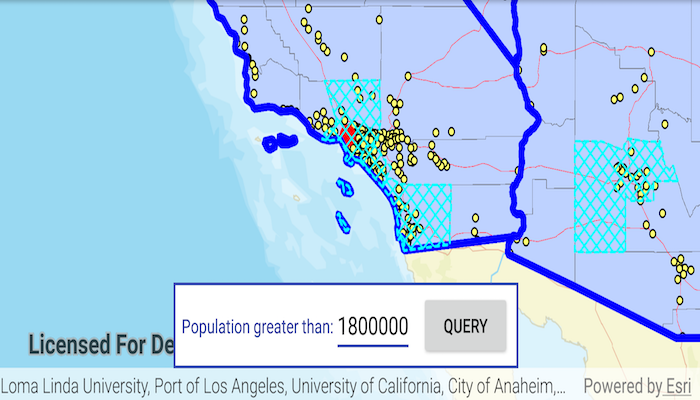 Population greater than: 1800000 QUERY
Licensed For De
Loma Linda University, Port of Los Angeles, University of California, City of Anaheim,... Powered by Esri